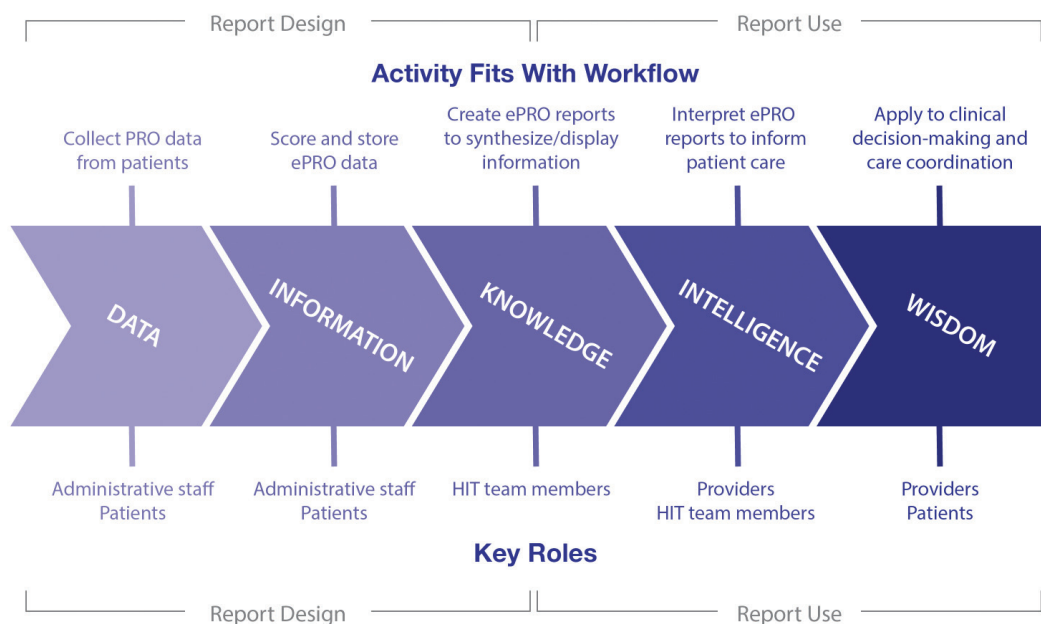 Report Design
Report Use
Activity Fits With Workflow
Collect PRO data
from patients
Score and store
ePRO data
Create ePRO reports
to synthesize/display
information
Interpret ePRO
reports to inform
patient care
Apply to clinical
decision-making and
care coordination
DATA
INFORMATION
KNOWLEDGE
INTELLIGENCE
WISDOM
Administrative staff
Patients
Administrative staff
Patients
HIT team members
Providers
HIT team members
Providers
Patients
Key Roles
Report Design
Report Use